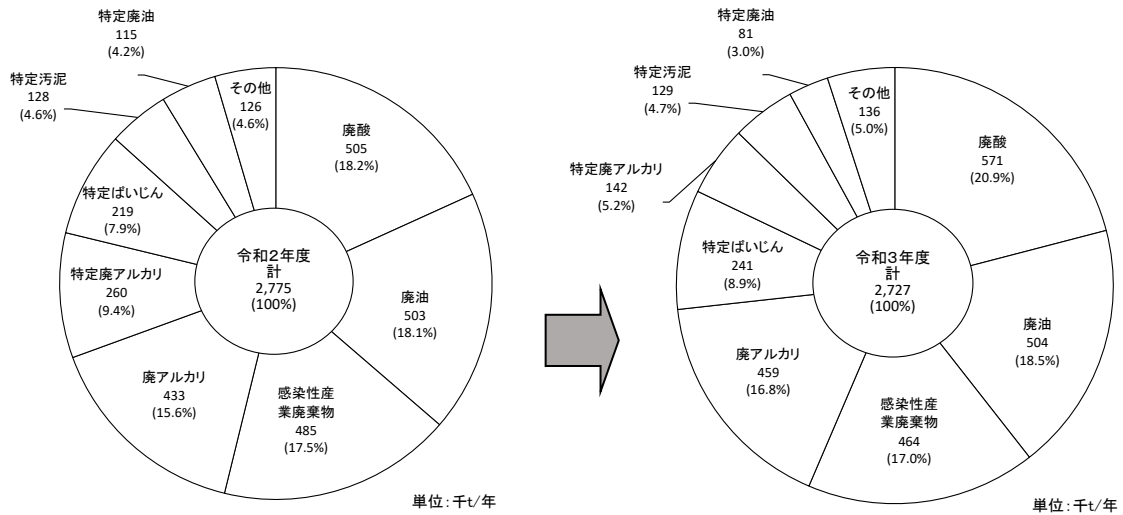 特定廃油
115
(4.2%)
特定汚泥
128
(4.6%)
その他
126
(4.6%)
廃酸
505
(18.2%)
特定ばいじん
219
(7.9%)
特定廃アルカリ
260
(9.4%)
令和2年度
計
2,775
(100%)
廃油
503
(18.1%)
廃アルカリ
433
(15.6%)
感染性産
業廃棄物
485
(17.5%)
単位:千t/年
特定廃油
81
(3.0%)
特定汚泥
129
(4.7%)
その他
136
(5.0%)
廃酸
571
(20.9%)
特定廃アルカリ
142
(5.2%)
特定ばいじん
241
(8.9%)
令和3年度
計
2,727
(100%)
廃油
504
(18.5%)
廃アルカリ
459
(16.8%)
感染性産
業廃棄物
464
(17.0%)
単位:千t/年